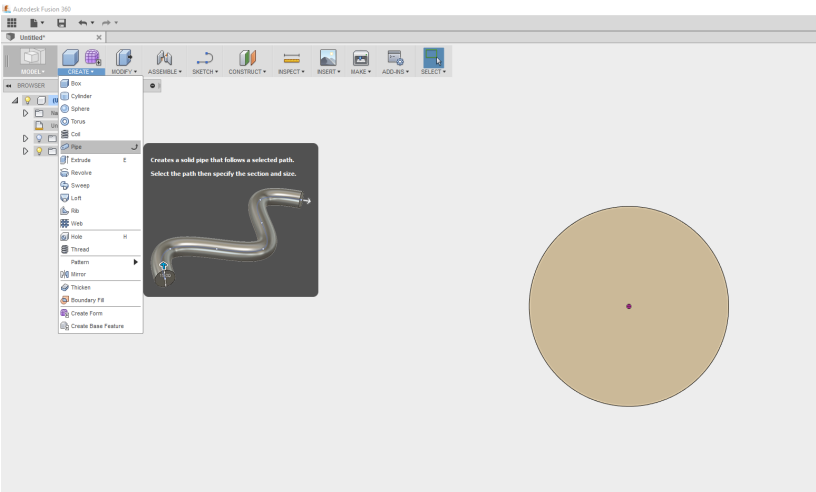 Autodesk Fusion 360
Untitled*
MODEL
CREATE
MODIFY
ASSEMBLE
SKETCH
CONSTRUCT
INSPECT
INSERT
MAKE
ADD-INS
SELECT
BROWSER
Box
Cylinder
Sphere
Torus
Coil
Pipe
Extrude E
Revolve
Sweep
Loft
Rib
Web
Hole H
Thread
Pattern
Mirror
Thicken
Boundary Fill
Create Form
Create Base Feature
Creates a solid pipe that follows a selected path.
Select the path then specify the section and size.